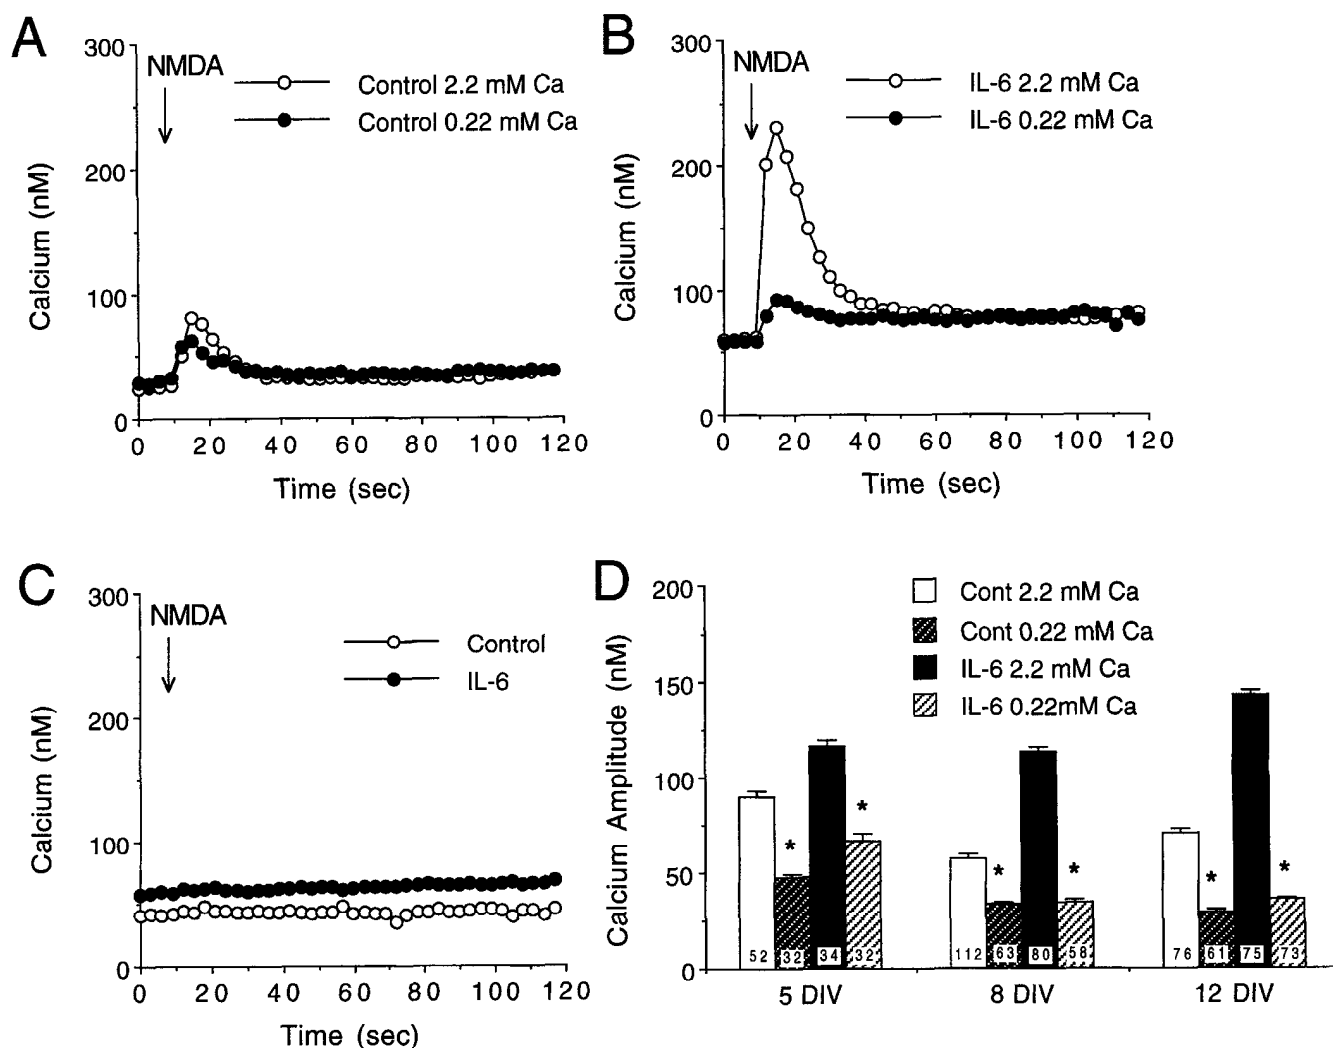 A
300
200
100
0
Calcium (nM)
NMDA
Control 2.2 mM Ca
Control 0.22 mM Ca
0 20 40 60 80 100 120
Time (sec)
B
300
200
100
0
Calcium (nM)
NMDA
IL-6 2.2 mM Ca
IL-6 0.22 mM Ca
0 20 40 60 80 100 120
Time (sec)
C
300
200
100
0
Calcium (nM)
NMDA
Control
IL-6
0 20 40 60 80 100 120
Time (sec)
D
200
150
100
50
0
Calcium Amplitude (nM)
Cont 2.2 mM Ca
Cont 0.22 mM Ca
IL-6 2.2 mM Ca
IL-6 0.22mM Ca
* * * * * *
52 32 34 32 112 63 80 58 76 61 75 73
5 DIV 8 DIV 12 DIV